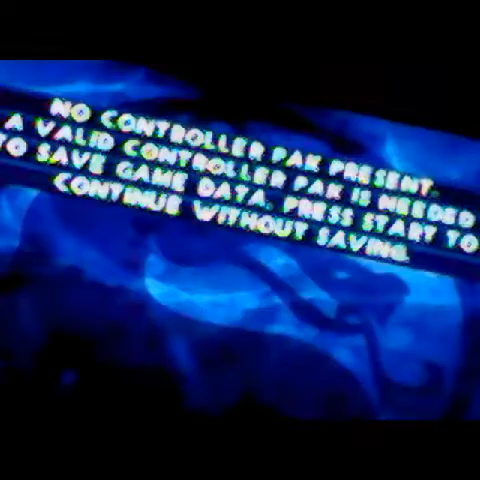 NO CONTROLLER PAK PRESENT.
A VALID CONTROLLER PAK IS NEEDED
TO SAVE GAME DATA. PRESS START TO
CONTINUE WITHOUT SAVING.